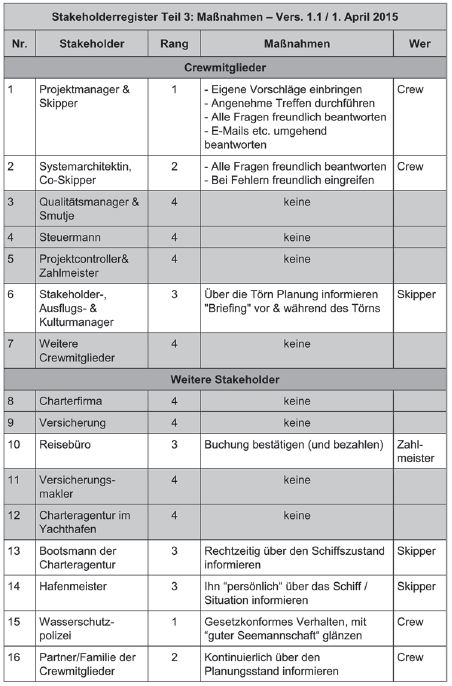 Stakeholderregister Teil 3: Maßnahmen – Vers. 1.1 / 1. April 2015
Nr. Stakeholder Rang Maßnahmen Wer
Crewmitglieder
1 Projektmanager & 1 - Eigene Vorschläge einbringen Crew
Skipper - Angenehme Treffen durchführen
- Alle Fragen freundlich beantworten
- E-Mails etc. umgehend
beantworten
2 Systemarchitektin, 2 - Alle Fragen freundlich beantworten Crew
Co-Skipper - Bei Fehlern freundlich eingreifen
3 Qualitätsmanager & 4 keine
Smutje
4 Steuermann 4 keine
5 Projektcontroller& 4 keine
Zahlmeister
6 Stakeholder-, 3 Über die Törn Planung informieren Skipper
Ausflugs- & "Briefing" vor & während des Törns
Kulturmanager
7 Weitere 4 keine
Crewmitglieder
Weitere Stakeholder
8 Charterfirma 4 keine
9 Versicherung 4 keine
10 Reisebüro 3 Buchung bestätigen (und bezahlen) Zahl-
meister
11 Versicherungs- 4 keine
makler
12 Charteragentur im 4 keine
Yachthafen
13 Bootsmann der 3 Rechtzeitig über den Schiffszustand Skipper
Charteragentur informieren
14 Hafenmeister 3 Ihn "persönlich" über das Schiff / Skipper
Situation informieren
15 Wasserschutz- 1 Gesetzkonformes Verhalten, mit Crew
polizei "guter Seemannschaft" glänzen
16 Partner/Familie der 2 Kontinuierlich über den Crew
Crewmitglieder Planungsstand informieren